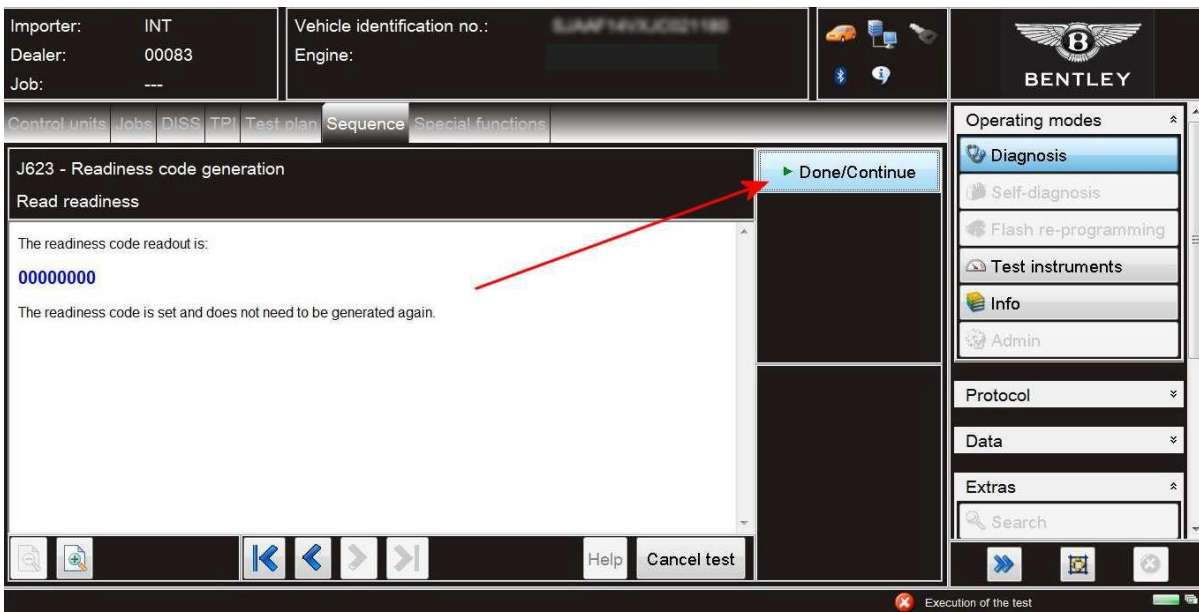 Importer: INT
Dealer: 00083
Job: ---
Vehicle identification no.:
Engine:
B
BENTLEY
Control units Jobs DISS TPI Test plan Sequence Special functions
J623 - Readiness code generation
Read readiness
Done/Continue
The readiness code readout is:
00000000
The readiness code is set and does not need to be generated again.
Help
Cancel test
Operating modes
Diagnosis
Self-diagnosis
Flash re-programming
Test instruments
Info
Admin
Protocol
Data
Extras
Search
Execution of the test